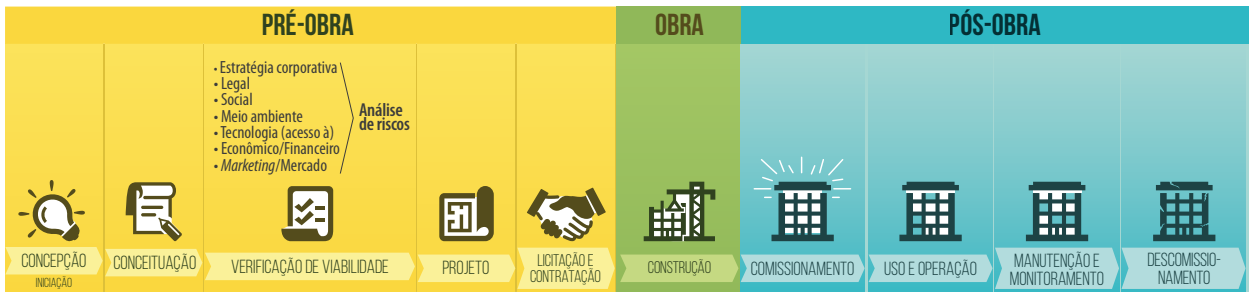 PRÉ-OBRA
OBRA
PÓS-OBRA
• Estratégia corporativa
• Legal
• Social
• Meio ambiente
• Tecnologia (acesso à)
• Econômico/Financeiro
• Marketing/Mercado
Análise
de riscos
CONCEPÇÃO
INICIAÇÃO
CONCEITUAÇÃO
VERIFICAÇÃO DE VIABILIDADE
PROJETO
LICITAÇÃO E
CONTRATAÇÃO
CONSTRUÇÃO
COMISSIONAMENTO
USO E OPERAÇÃO
MANUTENÇÃO E
MONITORAMENTO
DESCOMISSIO-
NAMENTO